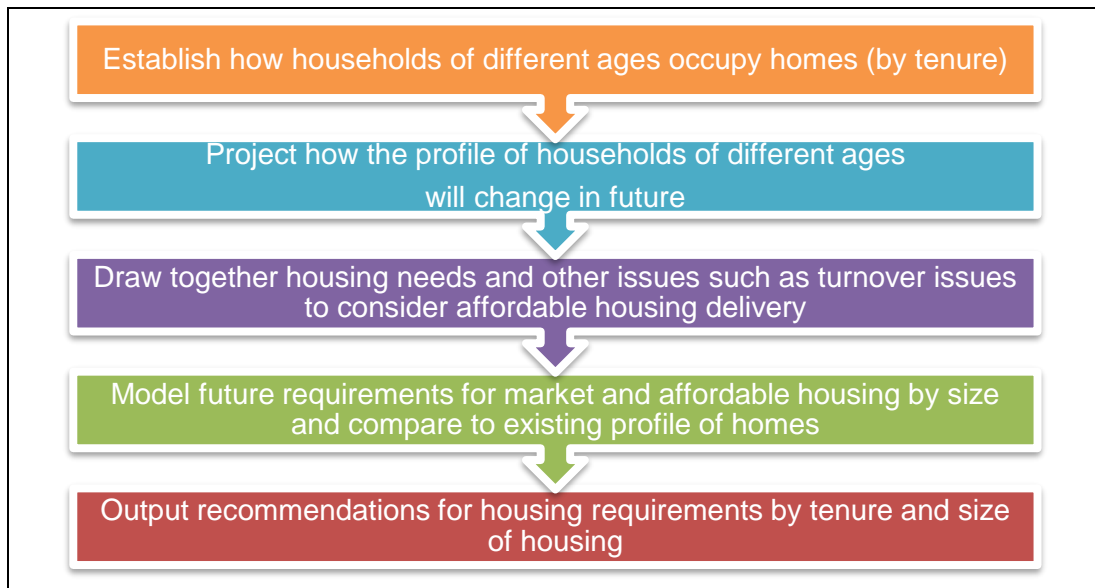 Establish how households of different ages occupy homes (by tenure)
Project how the profile of households of different ages
will change in future
Draw together housing needs and other issues such as turnover issues
to consider affordable housing delivery
Model future requirements for market and affordable housing by size
and compare to existing profile of homes
Output recommendations for housing requirements by tenure and size
of housing